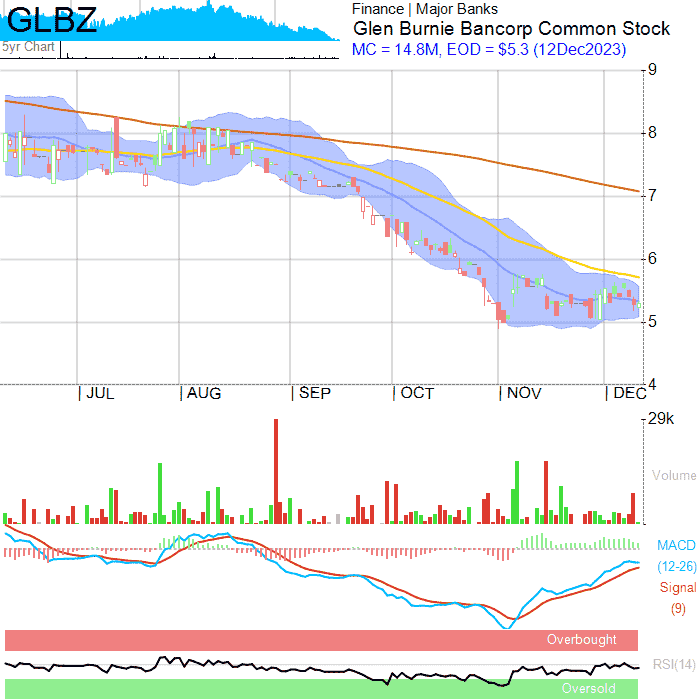 GLBZ
5yr Chart
Finance | Major Banks
Glen Burnie Bancorp Common Stock
MC = 14.8M, EOD = $5.3 (12Dec2023)
9
8
7
6
5
4
| JUL | AUG | SEP | OCT | NOV | DEC
29k
Volume
MACD
(12-26)
Signal
(9)
Overbought
RSI(14)
Oversold